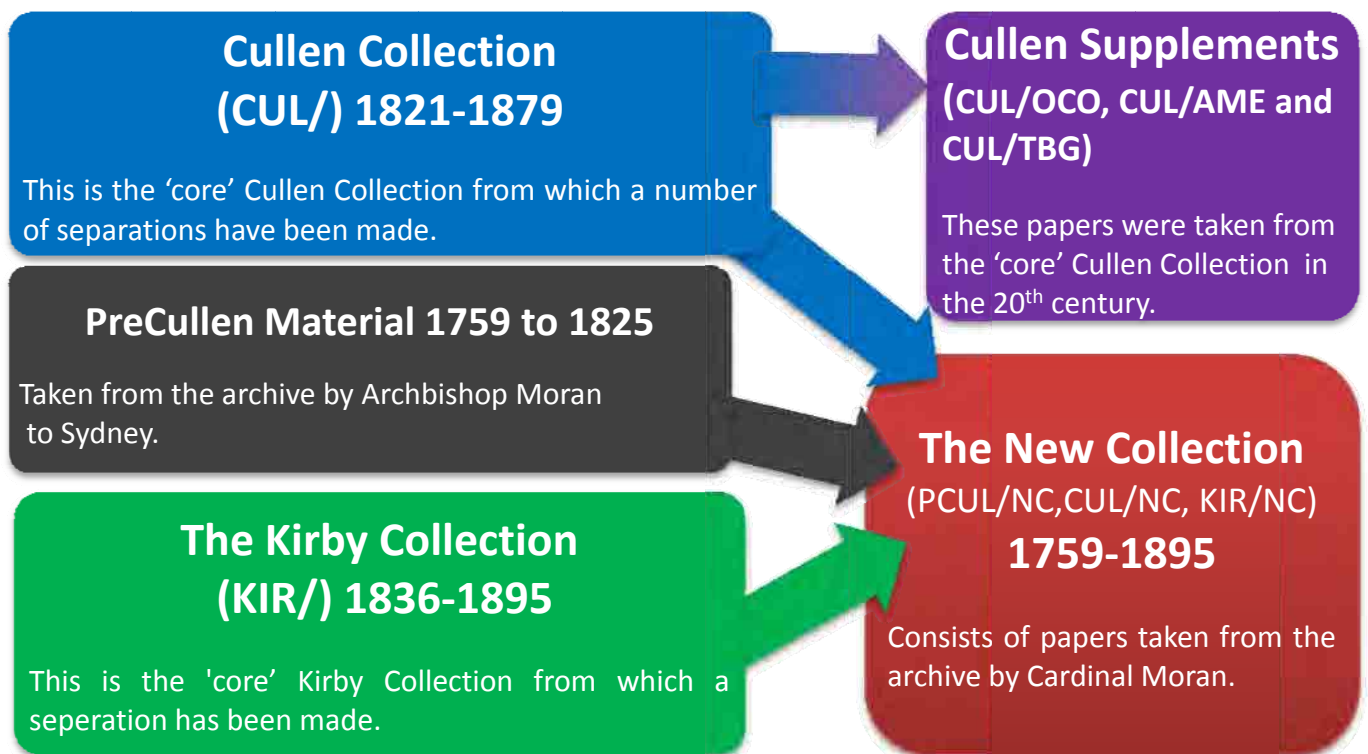 Cullen Collection
(CUL/) 1821-1879
This is the ‘core’ Cullen Collection from which a number
of separations have been made.
Cullen Supplements
(CUL/OCO, CUL/AME and
CUL/TBG)
These papers were taken from
the ‘core’ Cullen Collection in
the 20th century.
PreCullen Material 1759 to 1825
Taken from the archive by Archbishop Moran
to Sydney.
The New Collection
(PCUL/NC,CUL/NC, KIR/NC)
1759-1895
Consists of papers taken from the
archive by Cardinal Moran.
The Kirby Collection
(KIR/) 1836-1895
This is the 'core’ Kirby Collection from which a
seperation has been made.